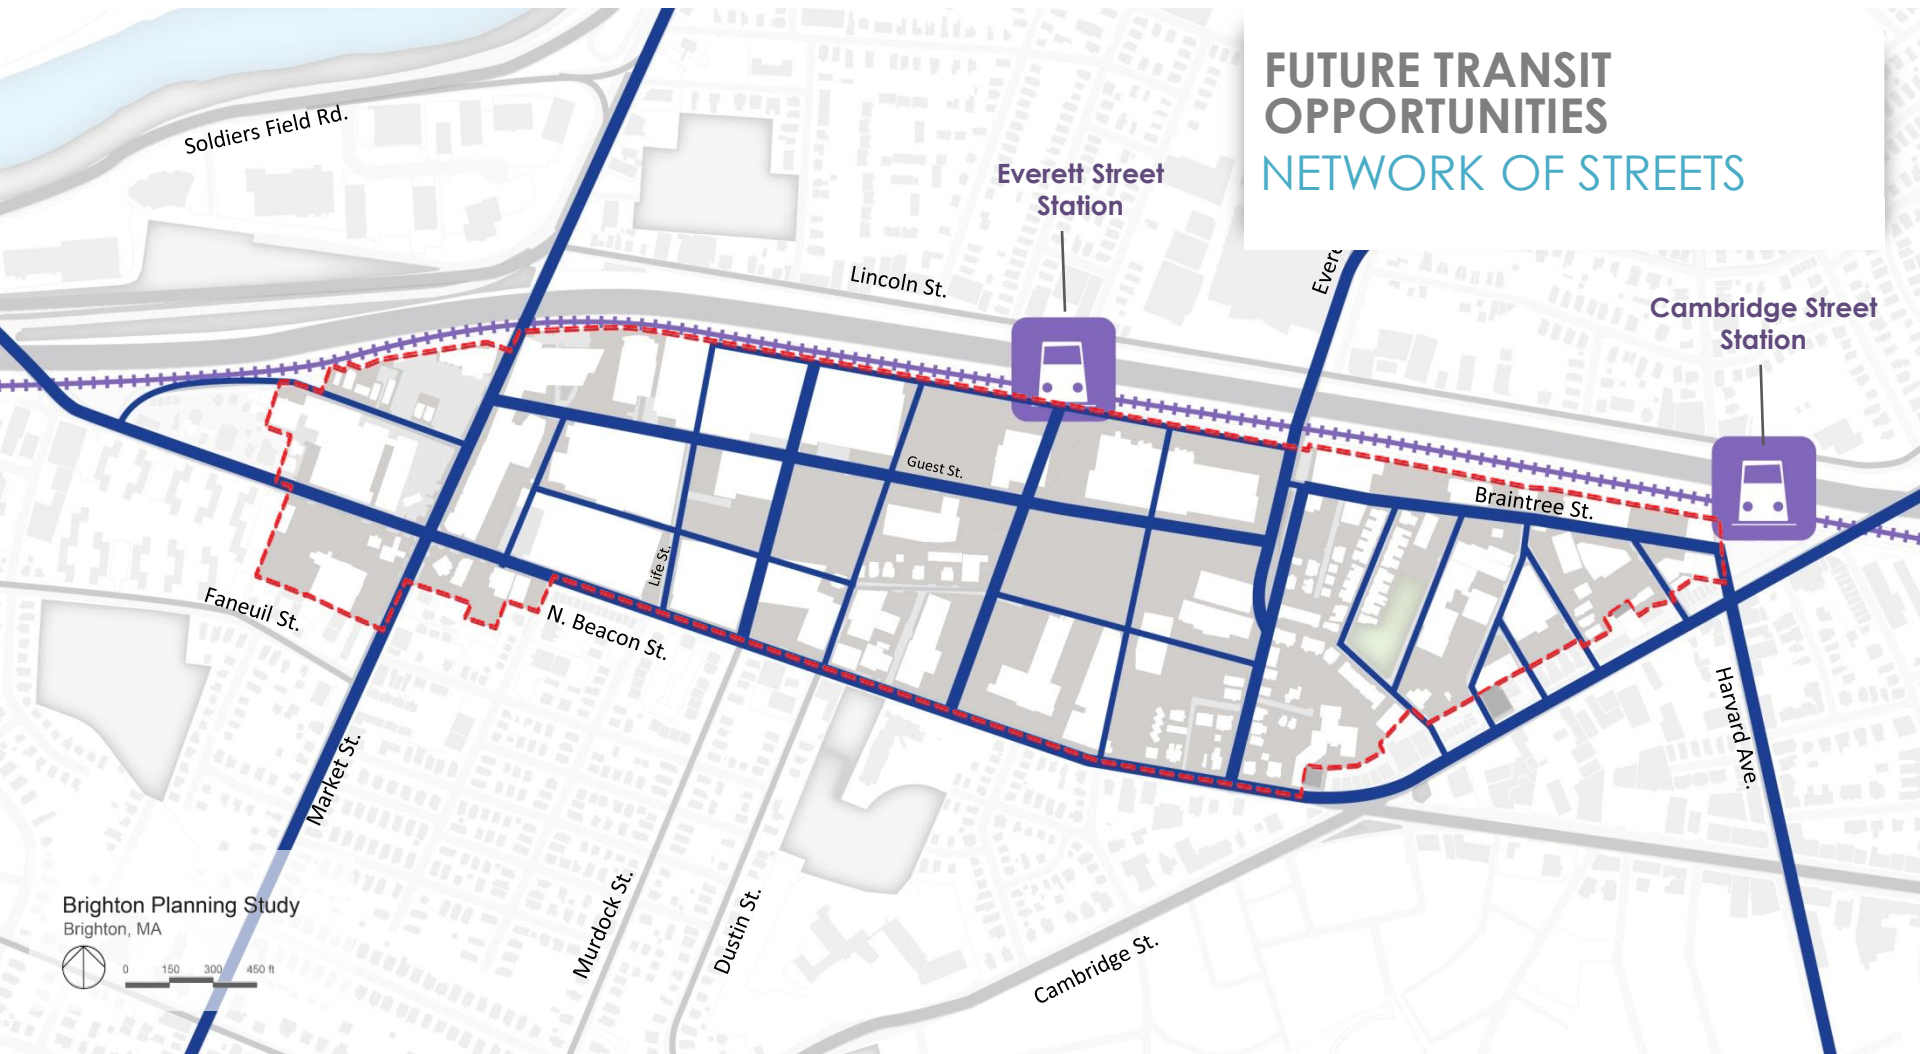 FUTURE TRANSIT
OPPORTUNITIES
NETWORK OF STREETS
Soldiers Field Rd.
Everett Street
Station
Lincoln St.
Cambridge Street
Station
Guest St.
Braintree St.
Life St.
Faneuil St.
N. Beacon St.
Harvard Ave.
Market St.
Murdock St.
Dustin St.
Cambridge St.
Brighton Planning Study
Brighton, MA
0 150 300 450 ft